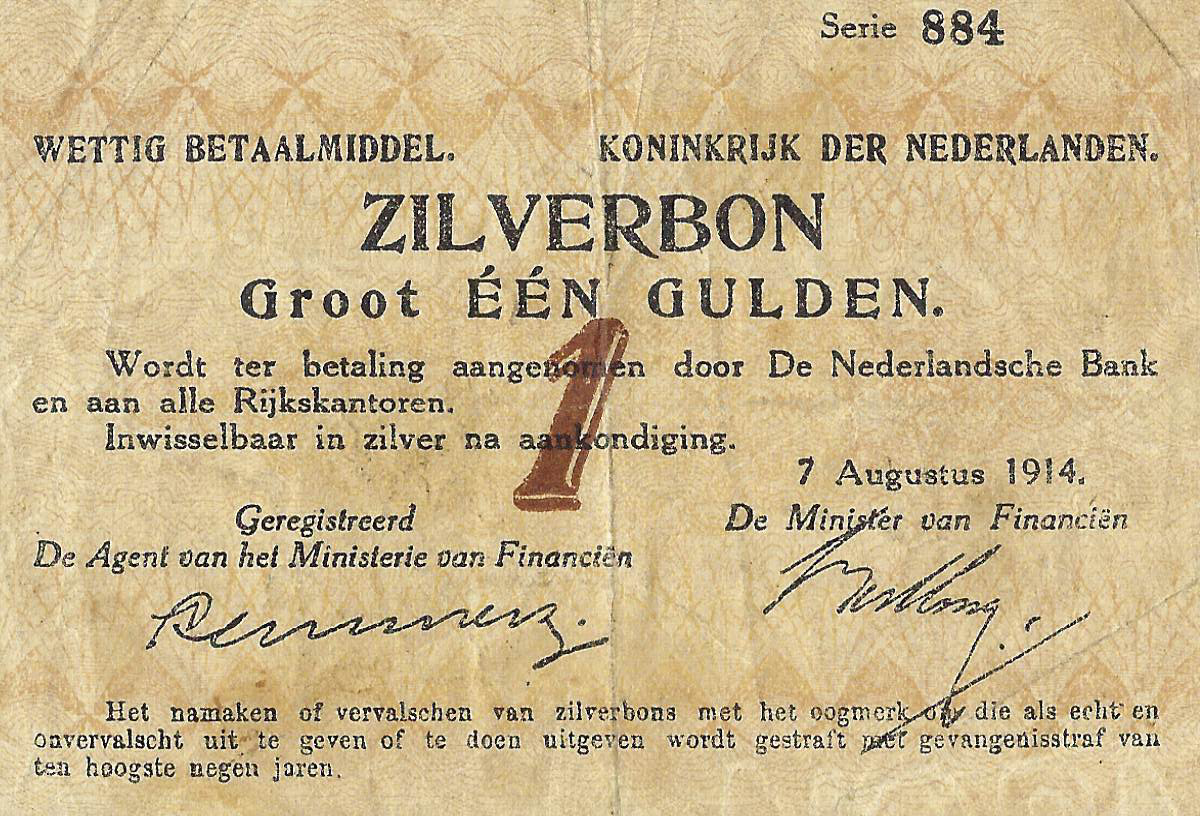 Serie 884
WETTIG BETAALMIDDEL. KONINKRIJK DER NEDERLANDEN.
ZILVERBON
Groot ÉÉN GULDEN.
1
Wordt ter betaling aangenomen door De Nederlandsche Bank
en aan alle Rijkskantoren.
Inwisselbaar in zilver na aankondiging.
7 Augustus 1914.
Geregistreerd
De Agent van het Ministerie van Financiën
De Minister van Financiën
Het namaken of vervalschen van zilverbons met het oogmerk om die als echt en
onvervalscht uit te geven of te doen uitgeven wordt gestraft met gevangenisstraf van
ten hoogste negen jaren.